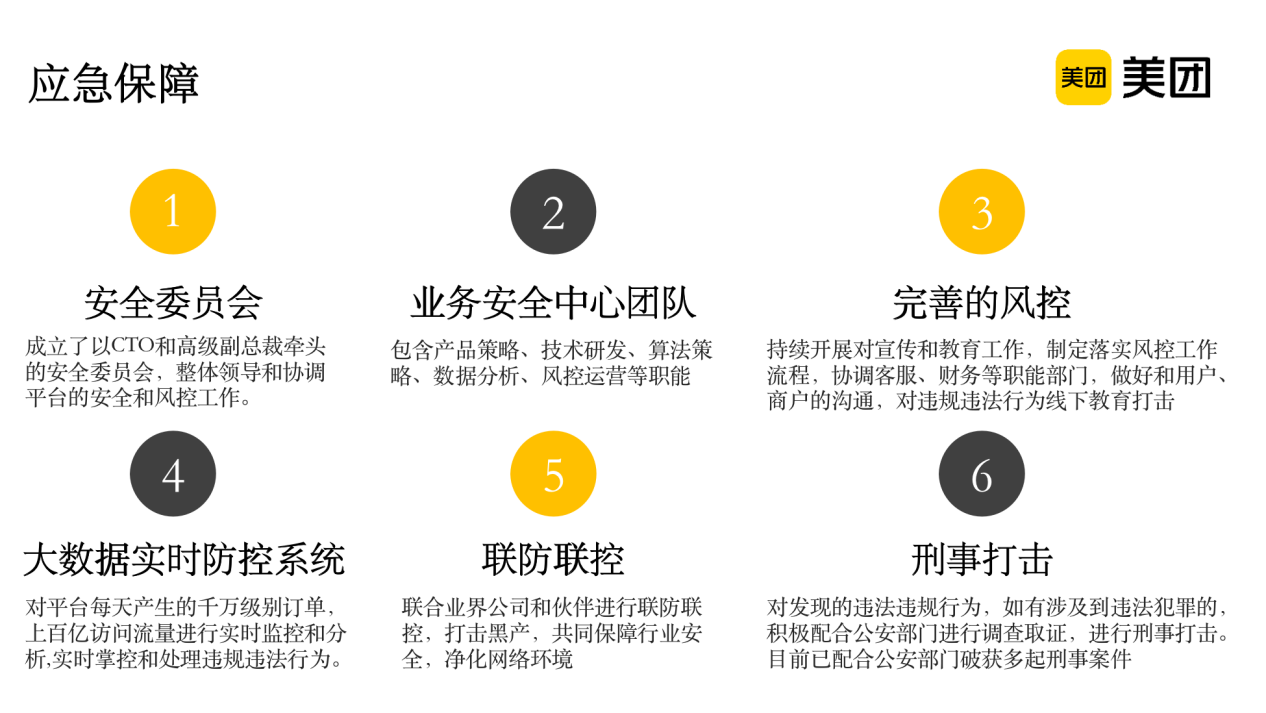 应急保障
美团 美团
1
安全委员会
成立了以CTO和高级副总裁牵头
的安全委员会，整体领导和协调
平台的安全和风控工作。
2
业务安全中心团队
包含产品策略、技术研发、算法策
略、数据分析、风控运营等职能
3
完善的风控
持续开展对宣传和教育工作，制定落实风控工作
流程，协调客服、财务等职能部门，做好和用户、
商户的沟通，对违规违法行为线下教育打击
4
大数据实时防控系统
对平台每天产生的千万级别订单，
上百亿访问流量进行实时监控和分
析,实时掌控和处理违规违法行为。
5
联防联控
联合业界公司和伙伴进行联防联
控，打击黑产，共同保障行业安
全，净化网络环境
6
刑事打击
对发现的违法违规行为，如有涉及到违法犯罪的，
积极配合公安部门进行调查取证，进行刑事打击。
目前已配合公安部门破获多起刑事案件